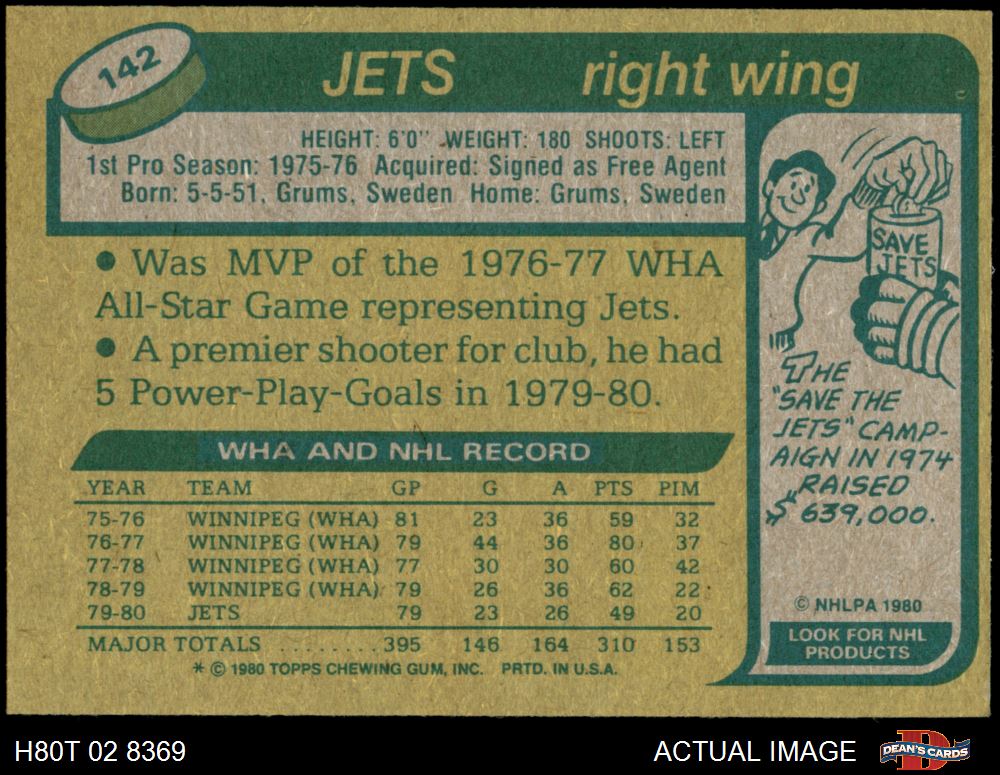 142
JETS right wing
HEIGHT: 6'0" WEIGHT: 180 SHOOTS: LEFT
1st Pro Season: 1975-76 Acquired: Signed as Free Agent
Born: 5-5-51, Grums, Sweden Home: Grums, Sweden
● Was MVP of the 1976-77 WHA
All-Star Game representing Jets.
● A premier shooter for club, he had
5 Power-Play-Goals in 1979-80.
WHA AND NHL RECORD
YEAR TEAM GP G A PTS PIM
75-76 WINNIPEG (WHA) 81 23 36 59 32
76-77 WINNIPEG (WHA) 79 44 36 80 37
77-78 WINNIPEG (WHA) 77 30 30 60 42
78-79 WINNIPEG (WHA) 79 26 36 62 22
79-80 JETS 79 23 26 49 20
MAJOR TOTALS ........ 395 146 164 310 153
* © 1980 TOPPS CHEWING GUM, INC. PRTD. IN U.S.A.
SAVE
JETS
THE
"SAVE THE
JETS" CAMP-
AIGN IN 1974
RAISED
$639,000.
© NHLPA 1980
LOOK FOR NHL
PRODUCTS
H80T 02 8369
ACTUAL IMAGE
D
DEAN'S CARDS